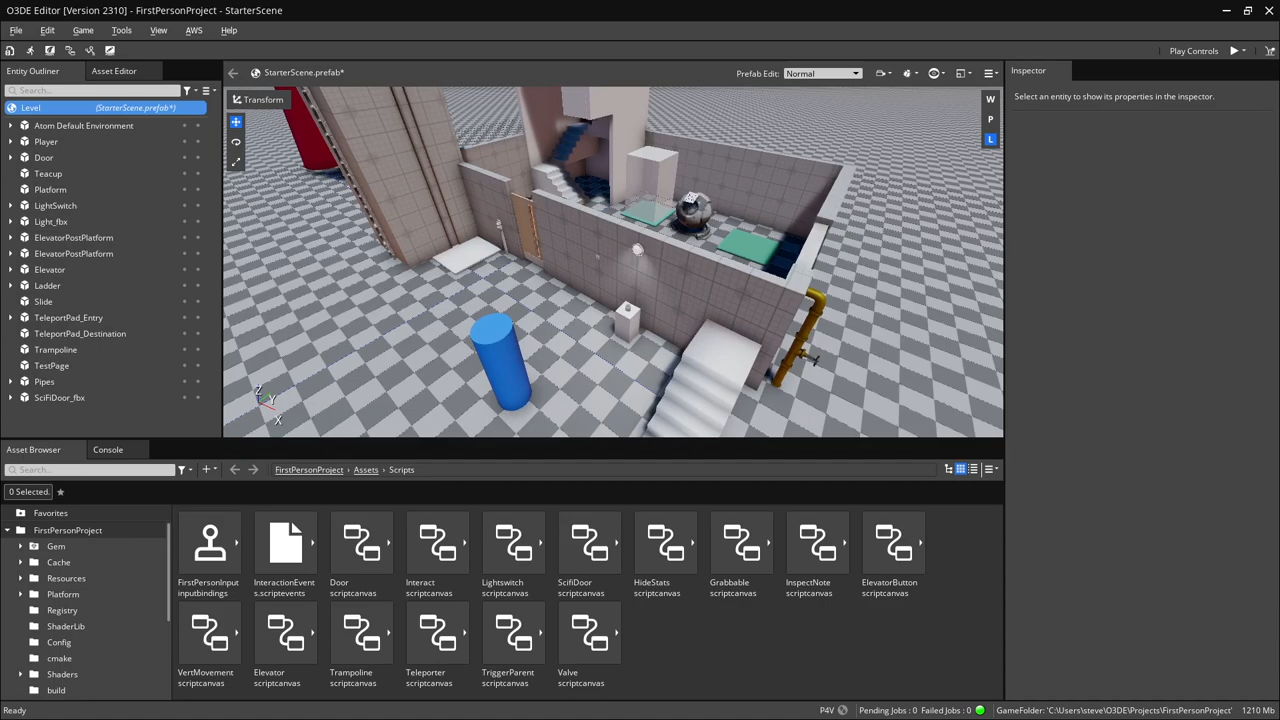 O3DE Editor [Version 2310] - FirstPersonProject - StarterScene
File Edit Game Tools View AWS Help
Play Controls
Entity Outliner Asset Editor
StarterScene.prefab*
Prefab Edit: Normal
Inspector
Search...
Select an entity to show its properties in the inspector.
Level (StarterScene.prefab*)
Transform
W
P
L
Atom Default Environment
Player
Door
Teacup
Platform
LightSwitch
Light_fbx
ElevatorPostPlatform
ElevatorPostPlatform
Elevator
Ladder
Slide
TeleportPad_Entry
TeleportPad_Destination
Trampoline
TestPage
Pipes
SciFiDoor_fbx
Z
Y
X
Asset Browser Console
Search...
FirstPersonProject › Assets › Scripts
0 Selected.
Favorites
FirstPersonProject
Gem
Cache
Resources
Platform
Registry
ShaderLib
Config
cmake
Shaders
build
FirstPersonInput
inputbindings
InteractionEvent
s.scriptevents
Door
scriptcanvas
Interact
scriptcanvas
Lightswitch
scriptcanvas
ScifiDoor
scriptcanvas
HideStats
scriptcanvas
Grabbable
scriptcanvas
InspectNote
scriptcanvas
ElevatorButton
scriptcanvas
VertMovement
scriptcanvas
Elevator
scriptcanvas
Trampoline
scriptcanvas
Teleporter
scriptcanvas
TriggerParent
scriptcanvas
Valve
scriptcanvas
Ready
P4V
Pending Jobs : 0 Failed Jobs : 0
GameFolder: 'C:\Users\steve\O3DE\Projects\FirstPersonProject'
1210 Mb